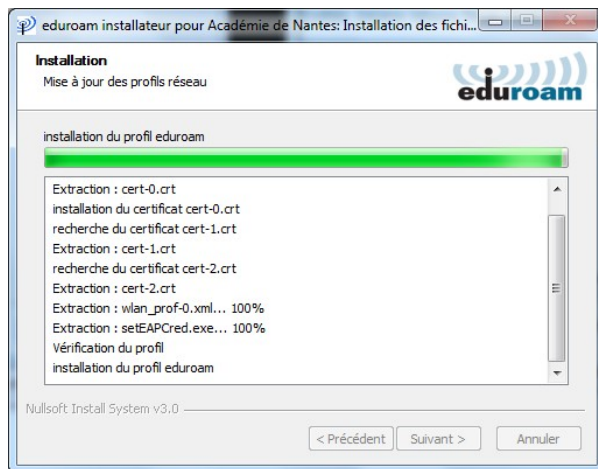 eduroam installateur pour Académie de Nantes: Installation des fichi...
Installation
Mise à jour des profils réseau
eduroam
installation du profil eduroam
Extraction : cert-0.crt
installation du certificat cert-0.crt
recherche du certificat cert-1.crt
Extraction : cert-1.crt
recherche du certificat cert-2.crt
Extraction : cert-2.crt
Extraction : wlan_prof-0.xml... 100%
Extraction : setEAPCred.exe... 100%
Vérification du profil
installation du profil eduroam
Nullsoft Install System v3.0
< Précédent Suivant > Annuler